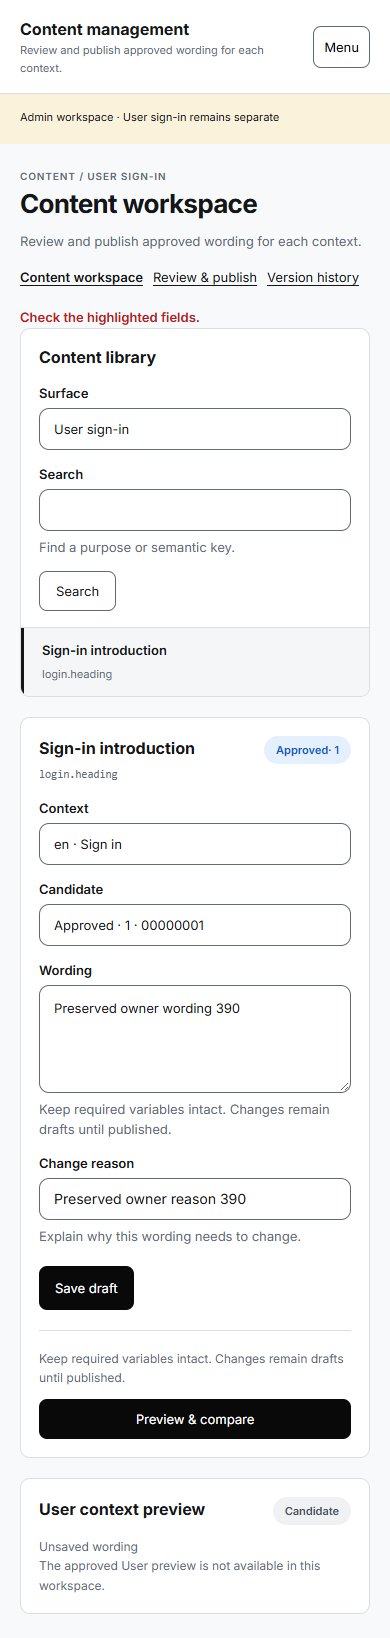 Content management
Review and publish approved wording for each
context.
Menu
Admin workspace · User sign-in remains separate
CONTENT / USER SIGN-IN
Content workspace
Review and publish approved wording for each context.
Content workspace Review & publish Version history
Check the highlighted fields.
Content library
Surface
User sign-in
Search
Find a purpose or semantic key.
Search
Sign-in introduction
login.heading
Sign-in introduction
Approved· 1
login.heading
Context
en · Sign in
Candidate
Approved · 1 · 00000001
Wording
Preserved owner wording 390
Keep required variables intact. Changes remain
drafts until published.
Change reason
Preserved owner reason 390
Explain why this wording needs to change.
Save draft
Keep required variables intact. Changes remain drafts
until published.
Preview & compare
User context preview
Candidate
Unsaved wording
The approved User preview is not available in this
workspace.